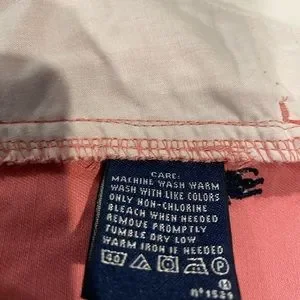 CARE:
MACHINE WASH WARM
WASH WITH LIKE COLORS
ONLY NON-CHLORINE
BLEACH WHEN NEEDED
REMOVE PROMPTLY
TUMBLE DRY LOW
WARM IRON IF NEEDED
40